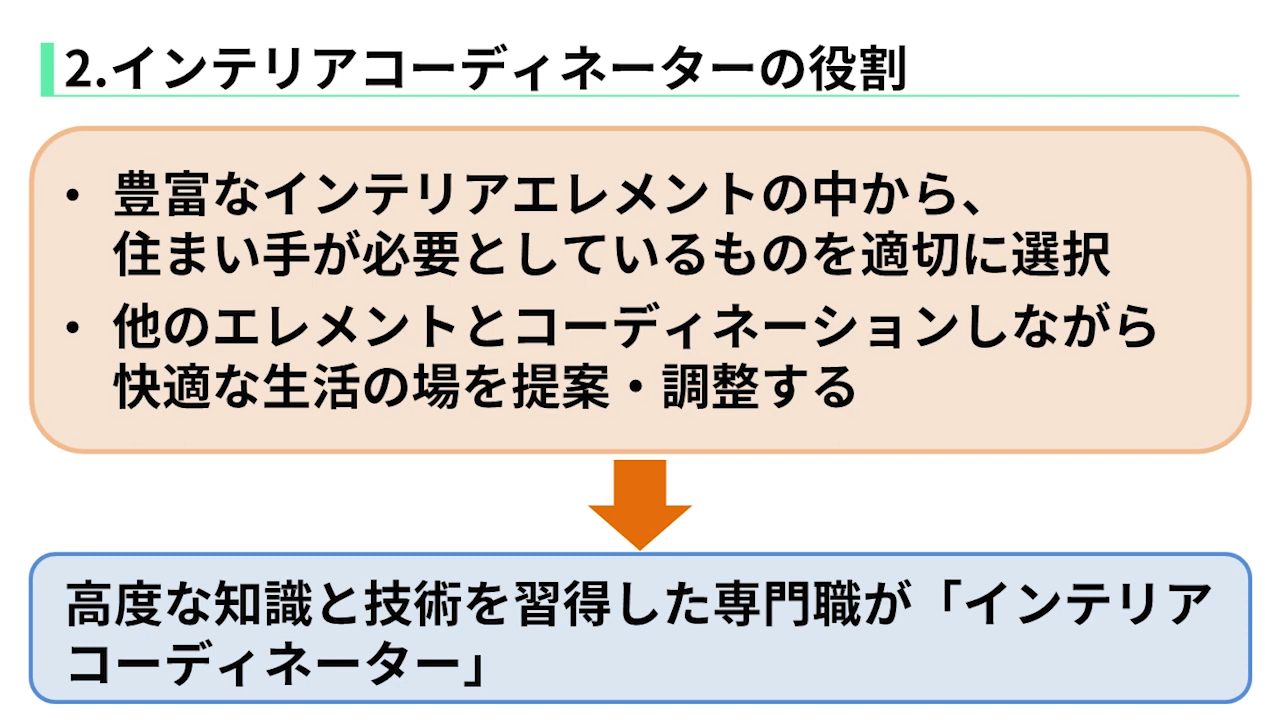 2.インテリアコーディネーターの役割
• 豊富なインテリアエレメントの中から、
住まい手が必要としているものを適切に選択
• 他のエレメントとコーディネーションしながら
快適な生活の場を提案・調整する
高度な知識と技術を習得した専門職が「インテリア
コーディネーター」